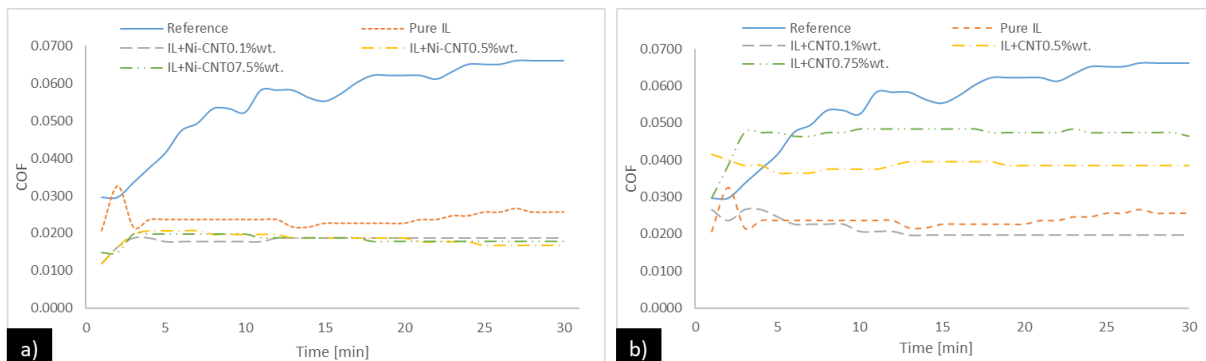 Reference Pure IL
IL+Ni-CNT0.1%wt. IL+Ni-CNT0.5%wt.
IL+Ni-CNT07.5%wt.
0.0700
0.0600
0.0500
0.0400
0.0300
0.0200
0.0100
0.0000
COF
0 5 10 15 20 25 30
Time [min]
a)
Reference Pure IL
IL+CNT0.1%wt. IL+CNT0.5%wt.
IL+CNT0.75%wt.
0.0700
0.0600
0.0500
0.0400
0.0300
0.0200
0.0100
0.0000
COF
0 5 10 15 20 25 30
Time [min]
b)